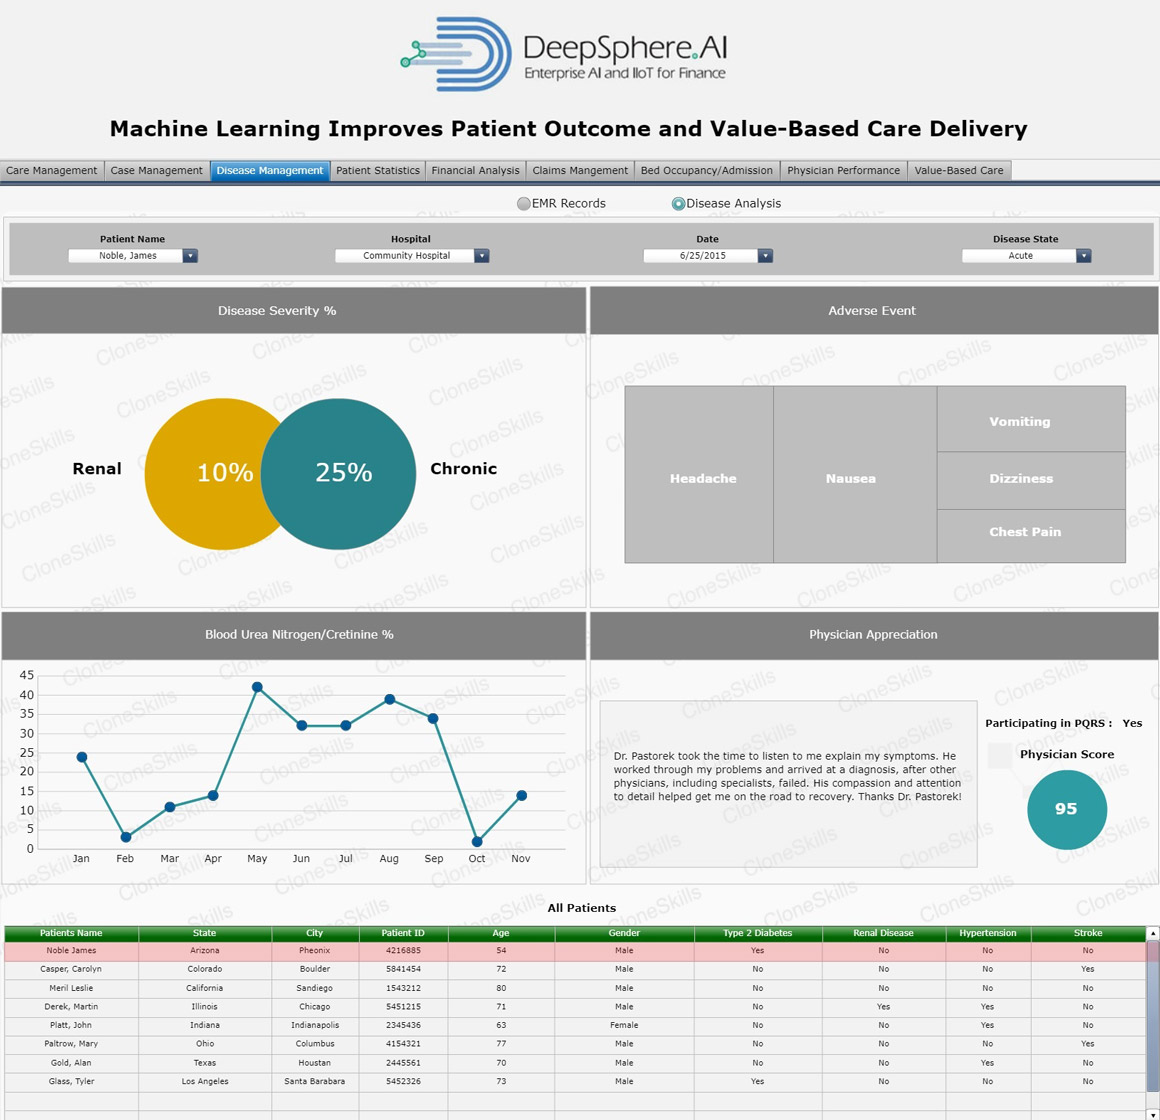 DeepSphere.AI
Enterprise AI and IIoT for Finance
Machine Learning Improves Patient Outcome and Value-Based Care Delivery
Care Management Case Management Disease Management Patient Statistics Financial Analysis Claims Mangement Bed Occupancy/Admission Physician Performance Value-Based Care
EMR Records Disease Analysis
Patient Name Hospital Date Disease State
Noble, James Community Hospital 6/25/2015 Acute
Disease Severity %
Renal 10% 25% Chronic
Adverse Event
Headache Nausea Vomiting
Dizziness
Chest Pain
Blood Urea Nitrogen/Cretinine %
45
40
35
30
25
20
15
10
5
0
Jan Feb Mar Apr May Jun Jul Aug Sep Oct Nov
Physician Appreciation
Dr. Pastorek took the time to listen to me explain my symptoms. He
worked through my problems and arrived at a diagnosis, after other
physicians, including specialists, failed. His compassion and attention
to detail helped get me on the road to recovery. Thanks Dr. Pastorek!
Participating in PQRS : Yes
Physician Score
95
All Patients
Patients Name State City Patient ID Age Gender Type 2 Diabetes Renal Disease Hypertension Stroke
Noble James Arizona Pheonix 4216885 54 Male Yes No No No
Casper, Carolyn Colorado Boulder 5841454 72 Male No No No Yes
Meril Leslie California Sandiego 1543212 80 Male No No No No
Derek, Martin Illinois Chicago 5451215 71 Male No Yes Yes No
Platt, John Indiana Indianapolis 2345436 63 Female No No Yes No
Paltrow, Mary Ohio Columbus 4154321 77 Male No No No Yes
Gold, Alan Texas Houstan 2445561 70 Male No No Yes No
Glass, Tyler Los Angeles Santa Barabara 5452326 73 Male Yes No No No
CloneSkills